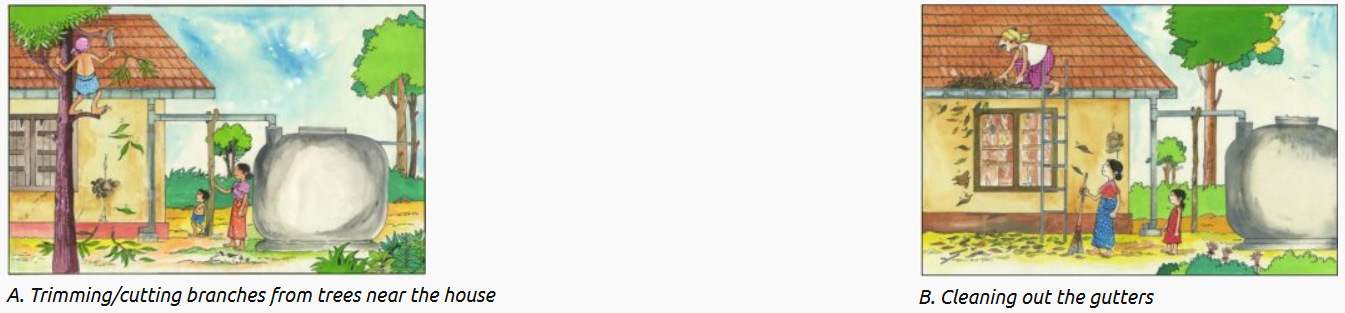 A. Trimming/cutting branches from trees near the house
B. Cleaning out the gutters